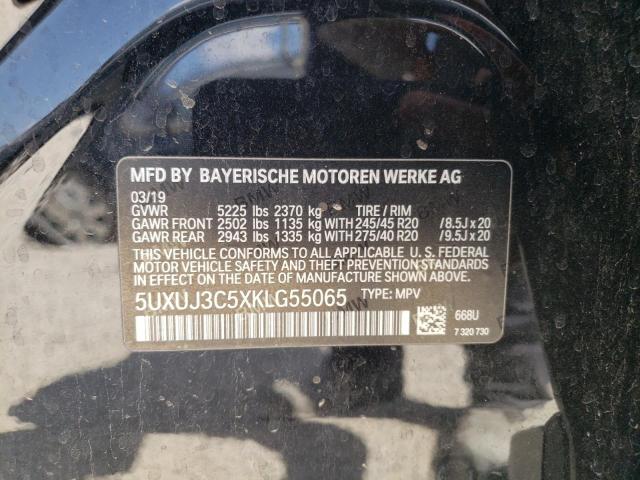 MFD BY BAYERISCHE MOTOREN WERKE AG
03/19
GVWR 5225 lbs 2370 kg TIRE / RIM
GAWR FRONT 2502 lbs 1135 kg WITH 245/45 R20 /8.5J x 20
GAWR REAR 2943 lbs 1335 kg WITH 275/40 R20 /9.5J x 20
THIS VEHICLE CONFORMS TO ALL APPLICABLE U. S. FEDERAL
MOTOR VEHICLE SAFETY, BUMPER, AND THEFT PREVENTION
STANDARDS IN EFFECT ON THE DATE OF MANUFACTURE SHOWN ABOVE.
5UXUJ3C5XKLG55065 TYPE: MPV
668U
7 320 730